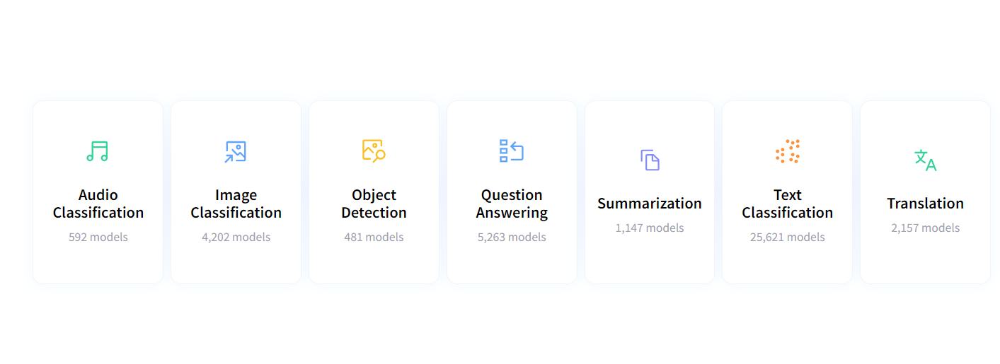 Audio
Classification
592 models
Image
Classification
4,202 models
Object
Detection
481 models
Question
Answering
5,263 models
Summarization
1,147 models
Text
Classification
25,621 models
Translation
2,157 models